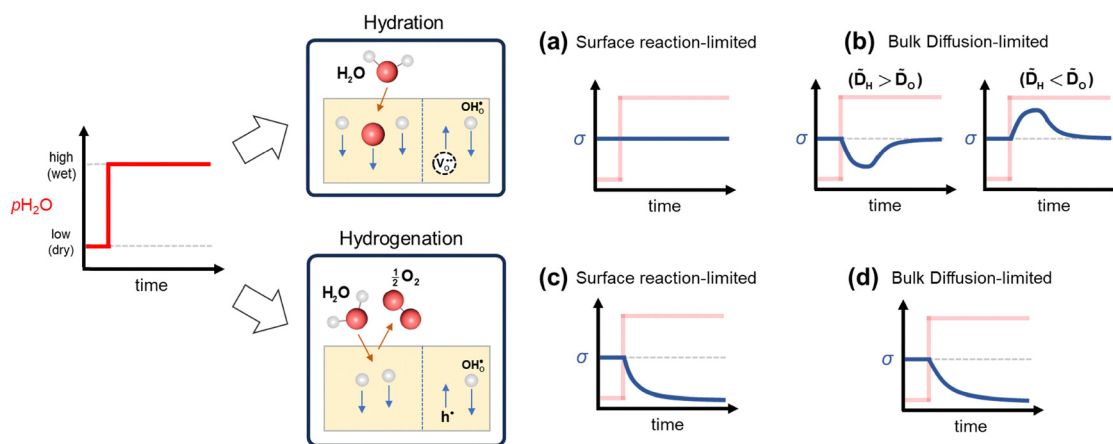 high
(wet)
pH₂O
low
(dry)
time
Hydration
H₂O
OH•O
V••O
Hydrogenation
H₂O
½O₂
OH•O
h•
(a) Surface reaction-limited
σ
time
(b) Bulk Diffusion-limited
(D̃H > D̃O)
(D̃H < D̃O)
σ
σ
time
time
(c) Surface reaction-limited
σ
time
(d) Bulk Diffusion-limited
σ
time